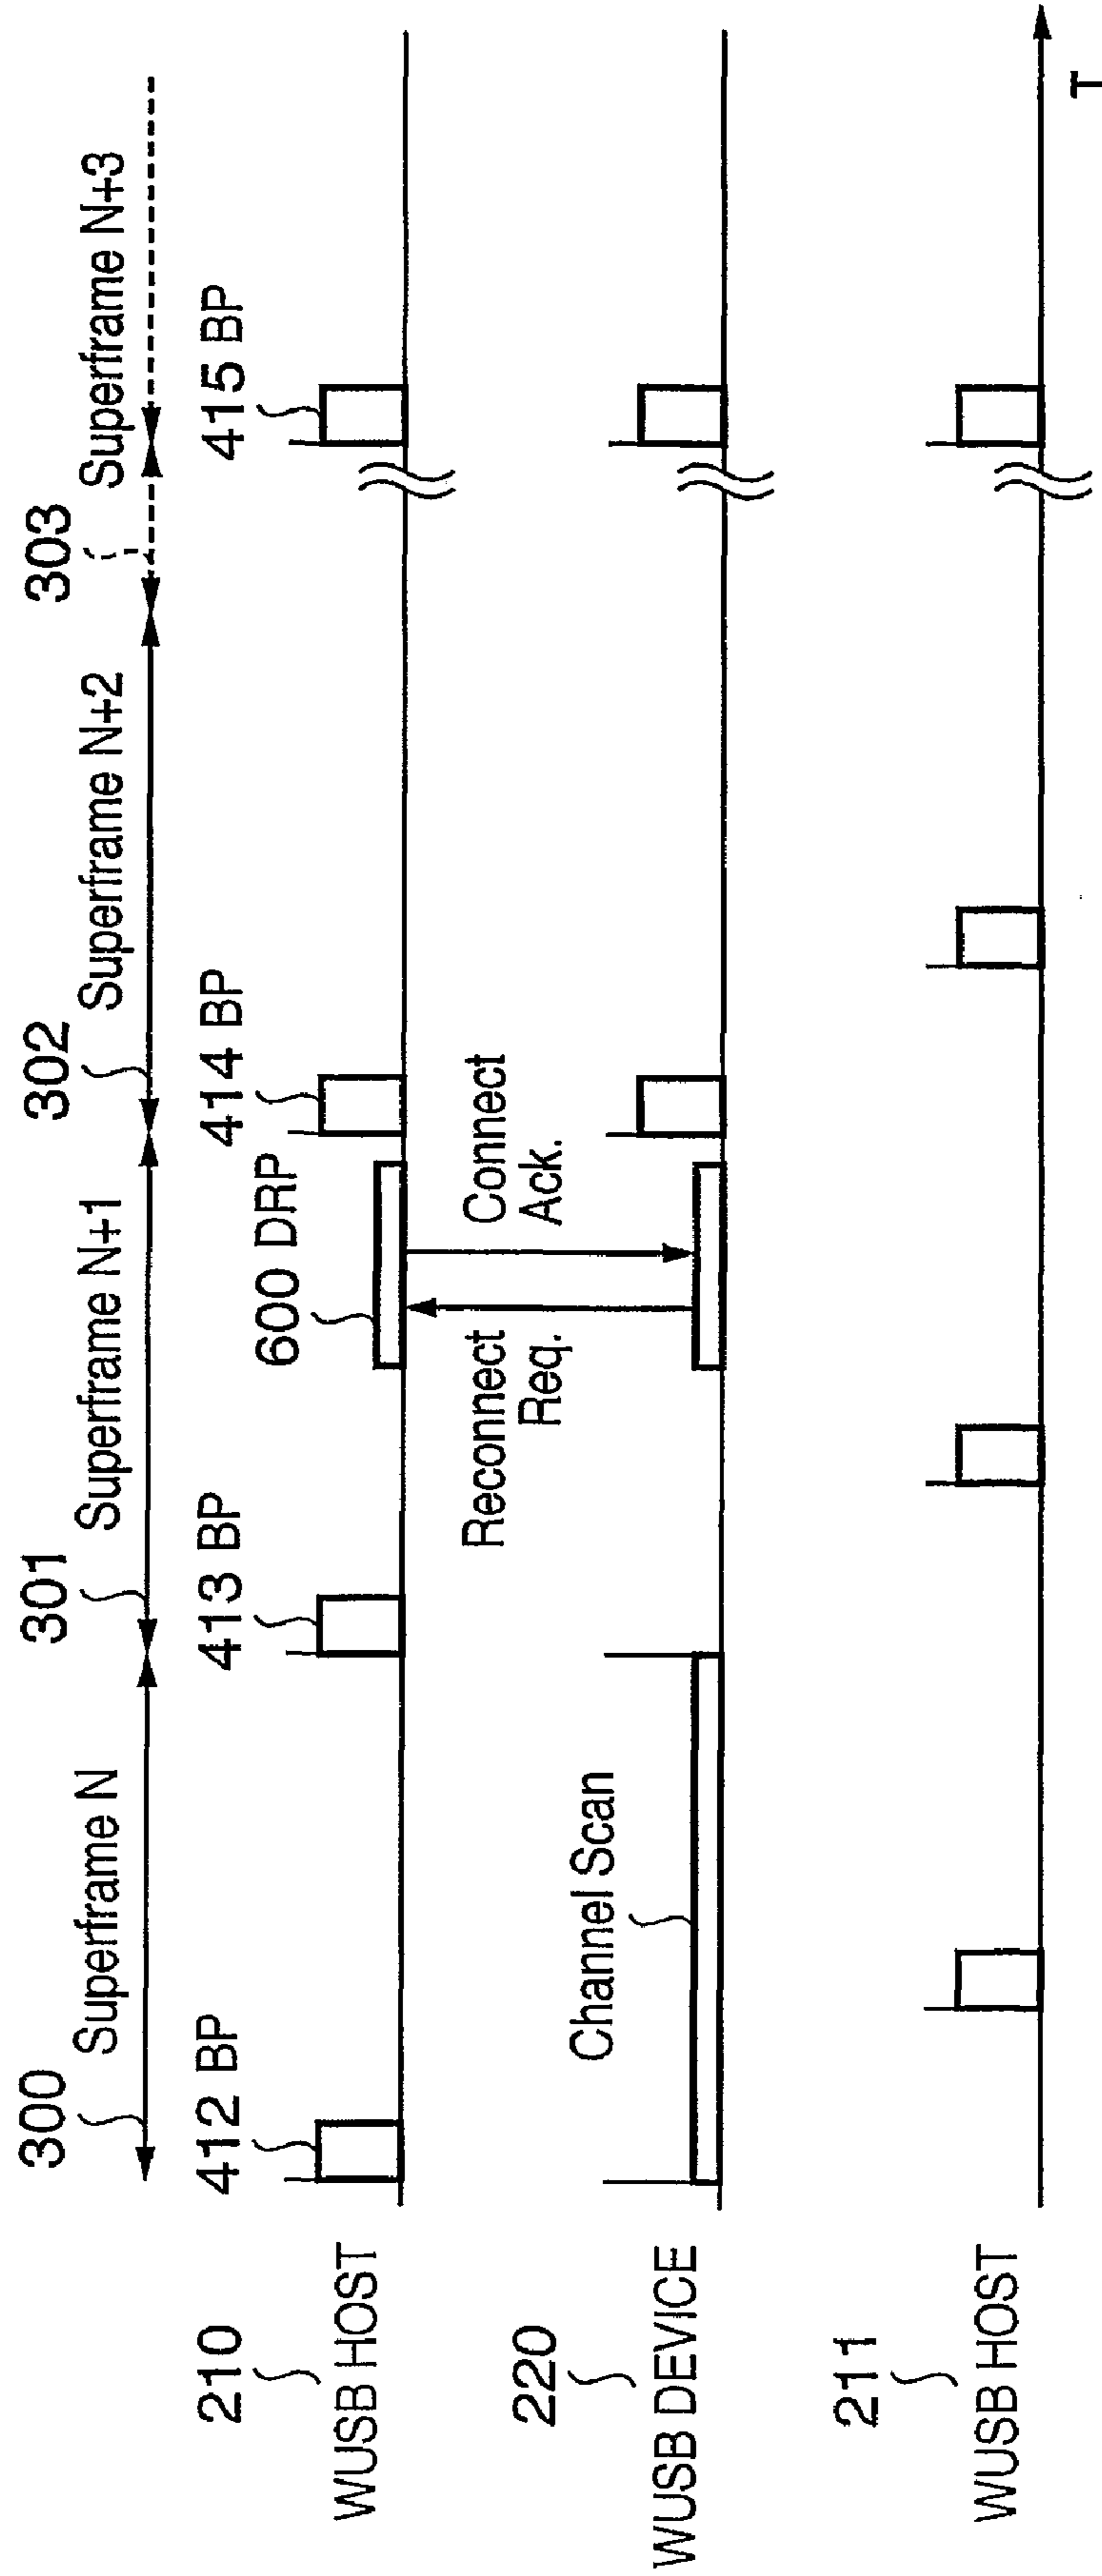 300
301
302
303
Superframe N
Superframe N+1
Superframe N+2
Superframe N+3
210
WUSB HOST
412 BP
413 BP
600 DRP
414 BP
415 BP
Reconnect
Req.
Connect
Ack.
220
WUSB DEVICE
Channel Scan
211
WUSB HOST
T